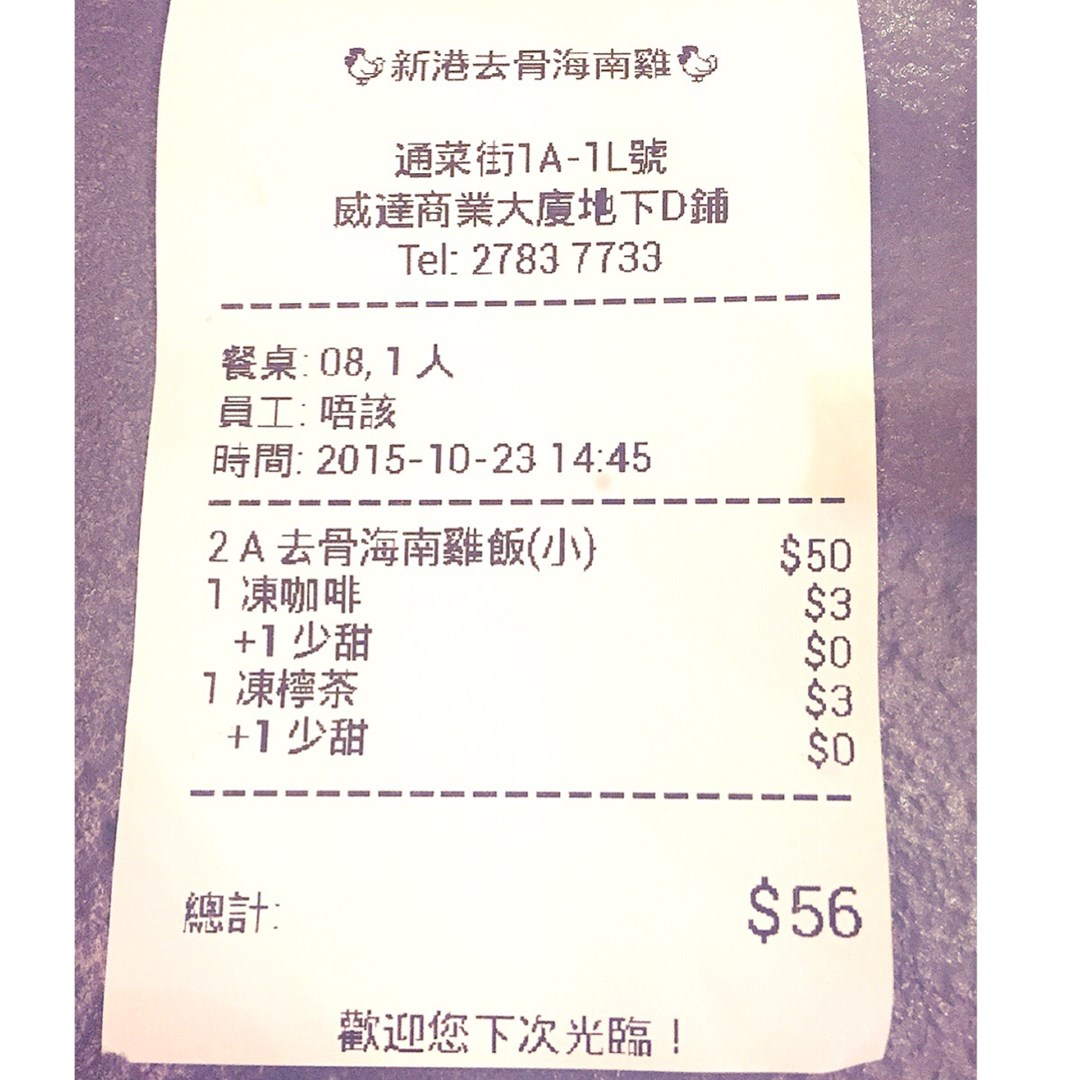 🐓新港去骨海南雞🐓
通菜街1A-1L號
威達商業大廈地下D鋪
Tel: 2783 7733
餐桌: 08, 1 人
員工: 唔該
時間: 2015-10-23 14:45
2 A 去骨海南雞飯(小) $50
1 凍咖啡 $3
+1 少甜 $0
1 凍檸茶 $3
+1 少甜 $0
總計: $56
歡迎您下次光臨！